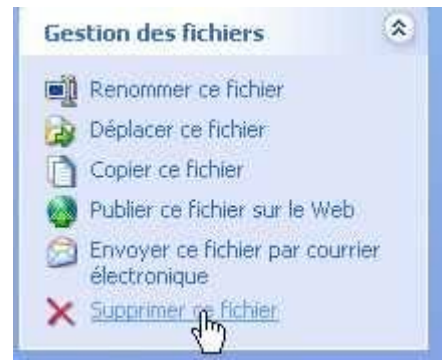 Gestion des fichiers
Renommer ce fichier
Déplacer ce fichier
Copier ce fichier
Publier ce fichier sur le Web
Envoyer ce fichier par courrier
électronique
Supprimer ce fichier